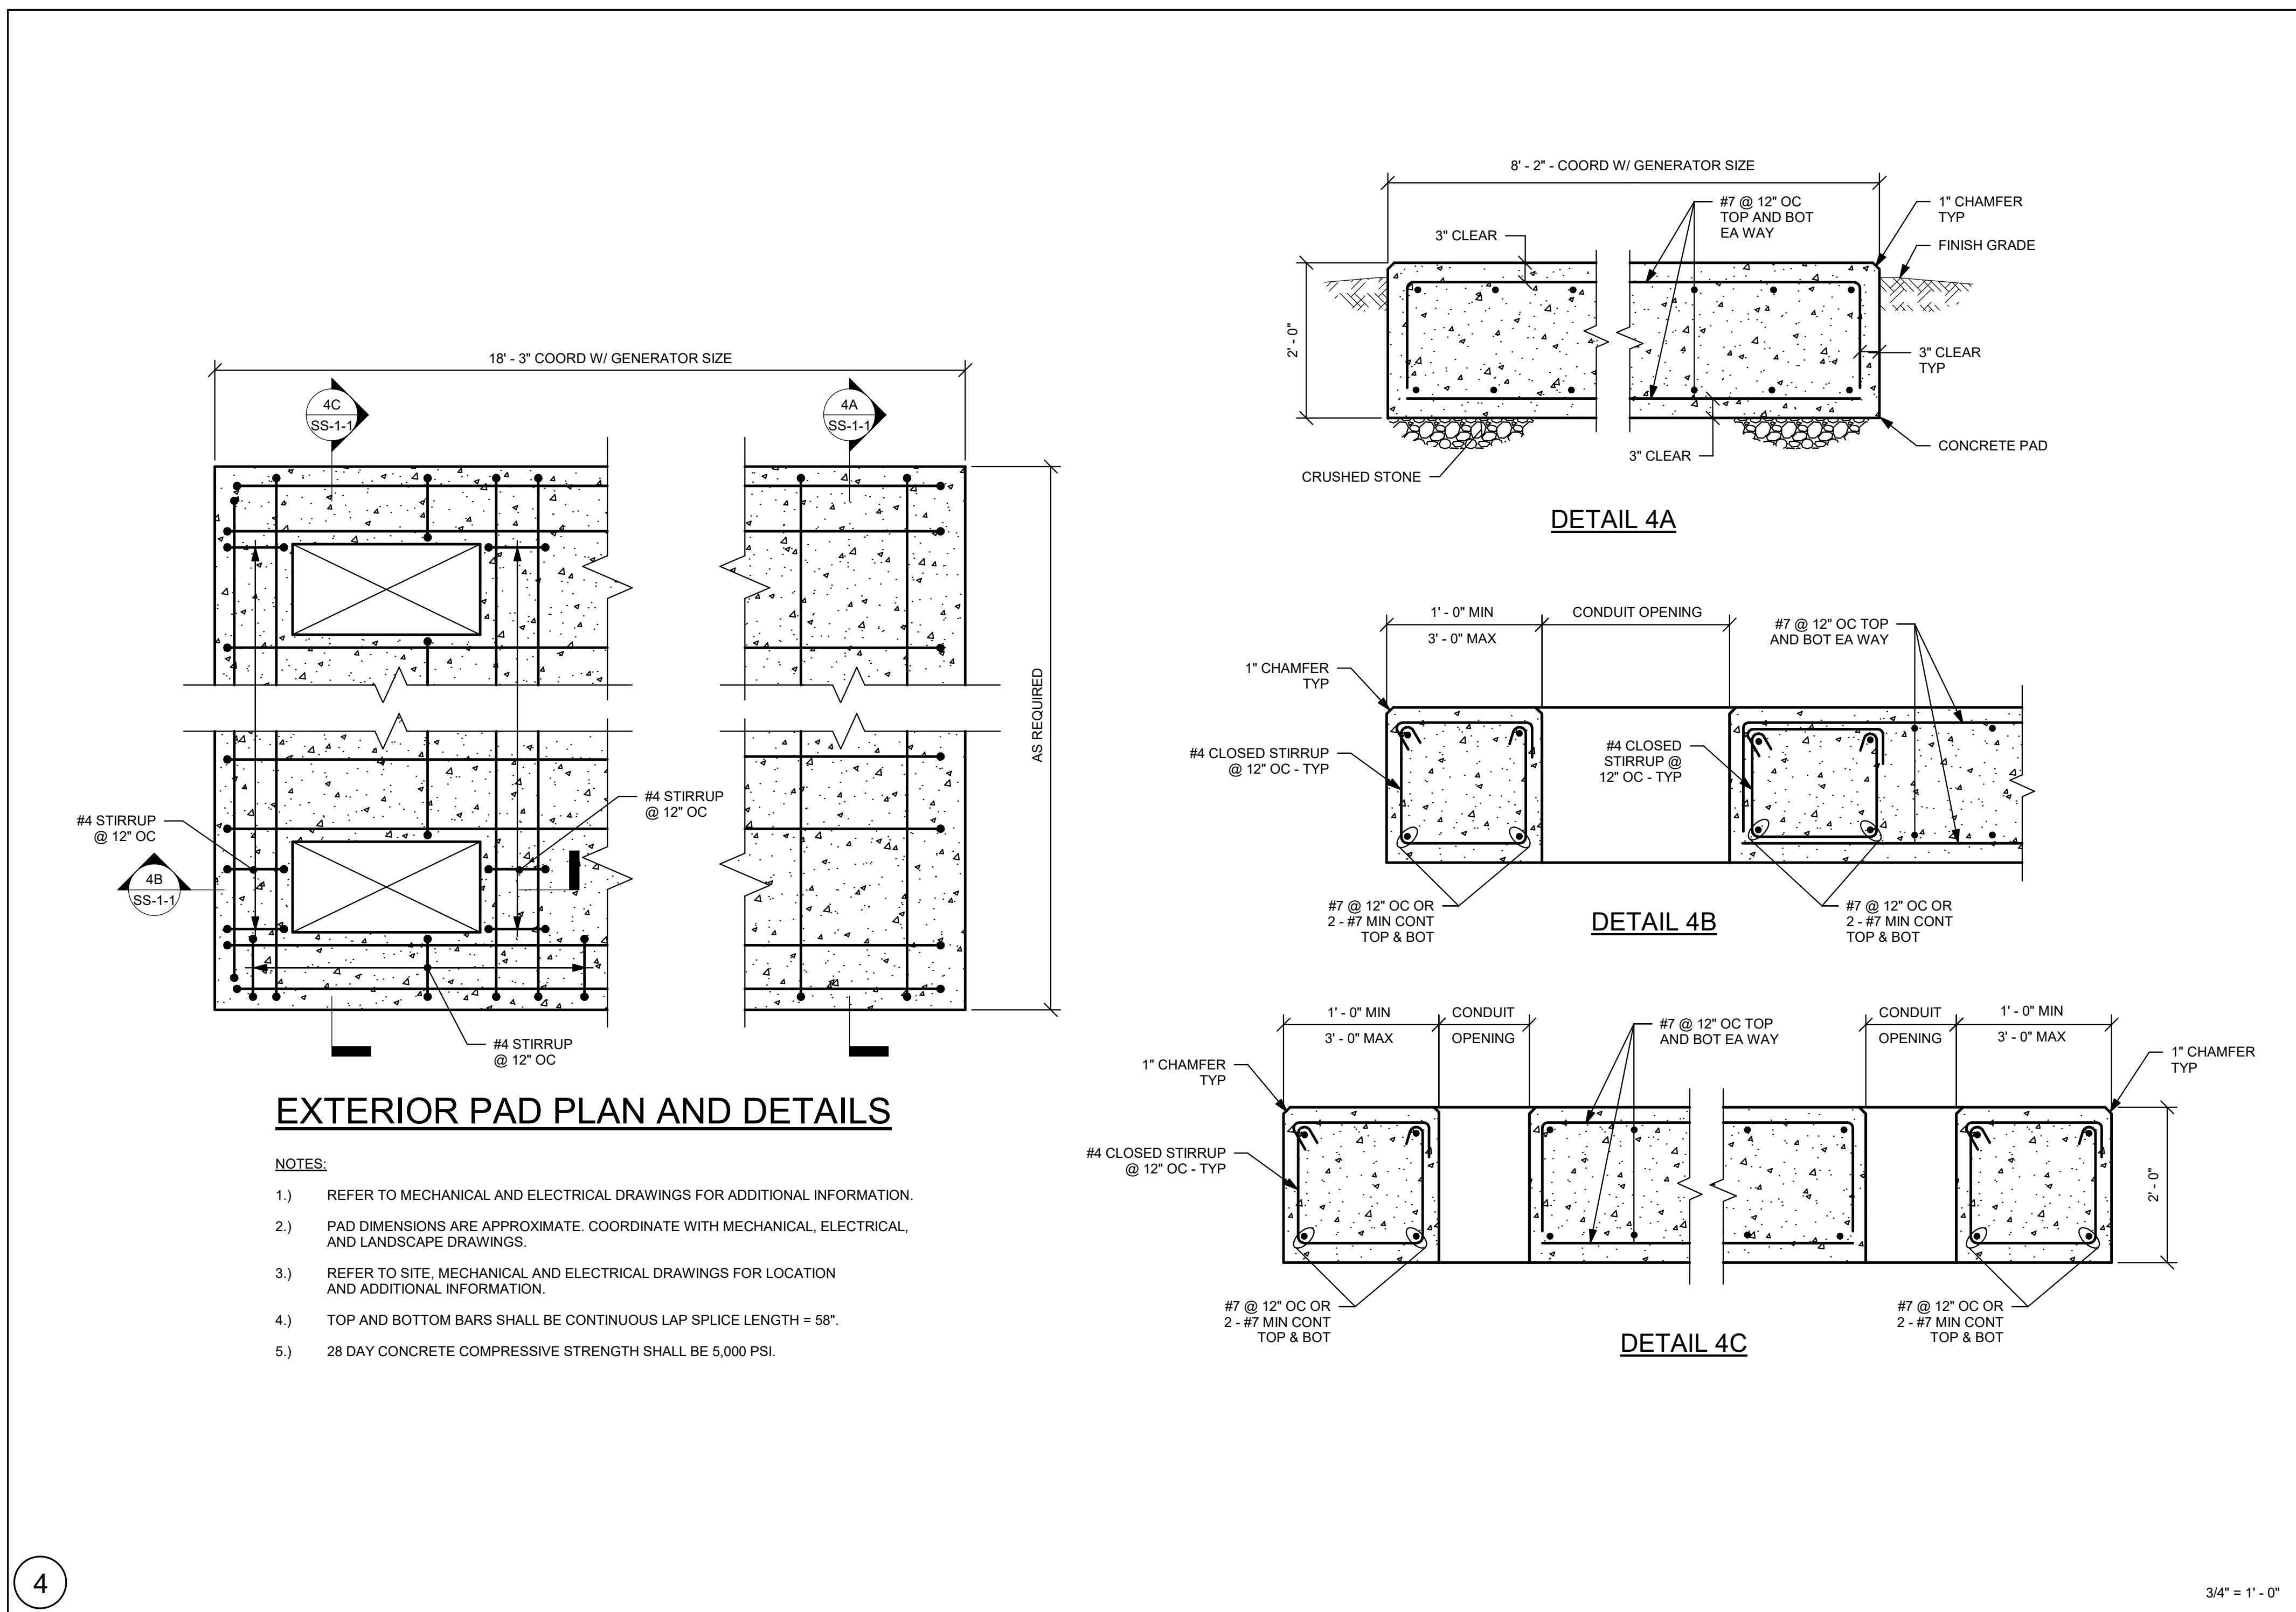 18' - 3" COORD W/ GENERATOR SIZE
4C
SS-1-1
4A
SS-1-1
AS REQUIRED
#4 STIRRUP
@ 12" OC
#4 STIRRUP
@ 12" OC
4B
SS-1-1
#4 STIRRUP
@ 12" OC
EXTERIOR PAD PLAN AND DETAILS
NOTES:
1.) REFER TO MECHANICAL AND ELECTRICAL DRAWINGS FOR ADDITIONAL INFORMATION.
2.) PAD DIMENSIONS ARE APPROXIMATE. COORDINATE WITH MECHANICAL, ELECTRICAL,
AND LANDSCAPE DRAWINGS.
3.) REFER TO SITE, MECHANICAL AND ELECTRICAL DRAWINGS FOR LOCATION
AND ADDITIONAL INFORMATION.
4.) TOP AND BOTTOM BARS SHALL BE CONTINUOUS LAP SPLICE LENGTH = 58".
5.) 28 DAY CONCRETE COMPRESSIVE STRENGTH SHALL BE 5,000 PSI.
8' - 2" - COORD W/ GENERATOR SIZE
#7 @ 12" OC
TOP AND BOT
EA WAY
1" CHAMFER
TYP
3" CLEAR
FINISH GRADE
2' - 0"
3" CLEAR
TYP
CONCRETE PAD
3" CLEAR
CRUSHED STONE
DETAIL 4A
1' - 0" MIN
3' - 0" MAX
CONDUIT OPENING
#7 @ 12" OC TOP
AND BOT EA WAY
1" CHAMFER
TYP
#4 CLOSED STIRRUP
@ 12" OC - TYP
#4 CLOSED
STIRRUP @
12" OC - TYP
#7 @ 12" OC OR
2 - #7 MIN CONT
TOP & BOT
DETAIL 4B
#7 @ 12" OC OR
2 - #7 MIN CONT
TOP & BOT
1' - 0" MIN
3' - 0" MAX
CONDUIT
OPENING
#7 @ 12" OC TOP
AND BOT EA WAY
CONDUIT
OPENING
1' - 0" MIN
3' - 0" MAX
1" CHAMFER
TYP
1" CHAMFER
TYP
#4 CLOSED STIRRUP
@ 12" OC - TYP
2' - 0"
#7 @ 12" OC OR
2 - #7 MIN CONT
TOP & BOT
#7 @ 12" OC OR
2 - #7 MIN CONT
TOP & BOT
DETAIL 4C
4
3/4" = 1' - 0"